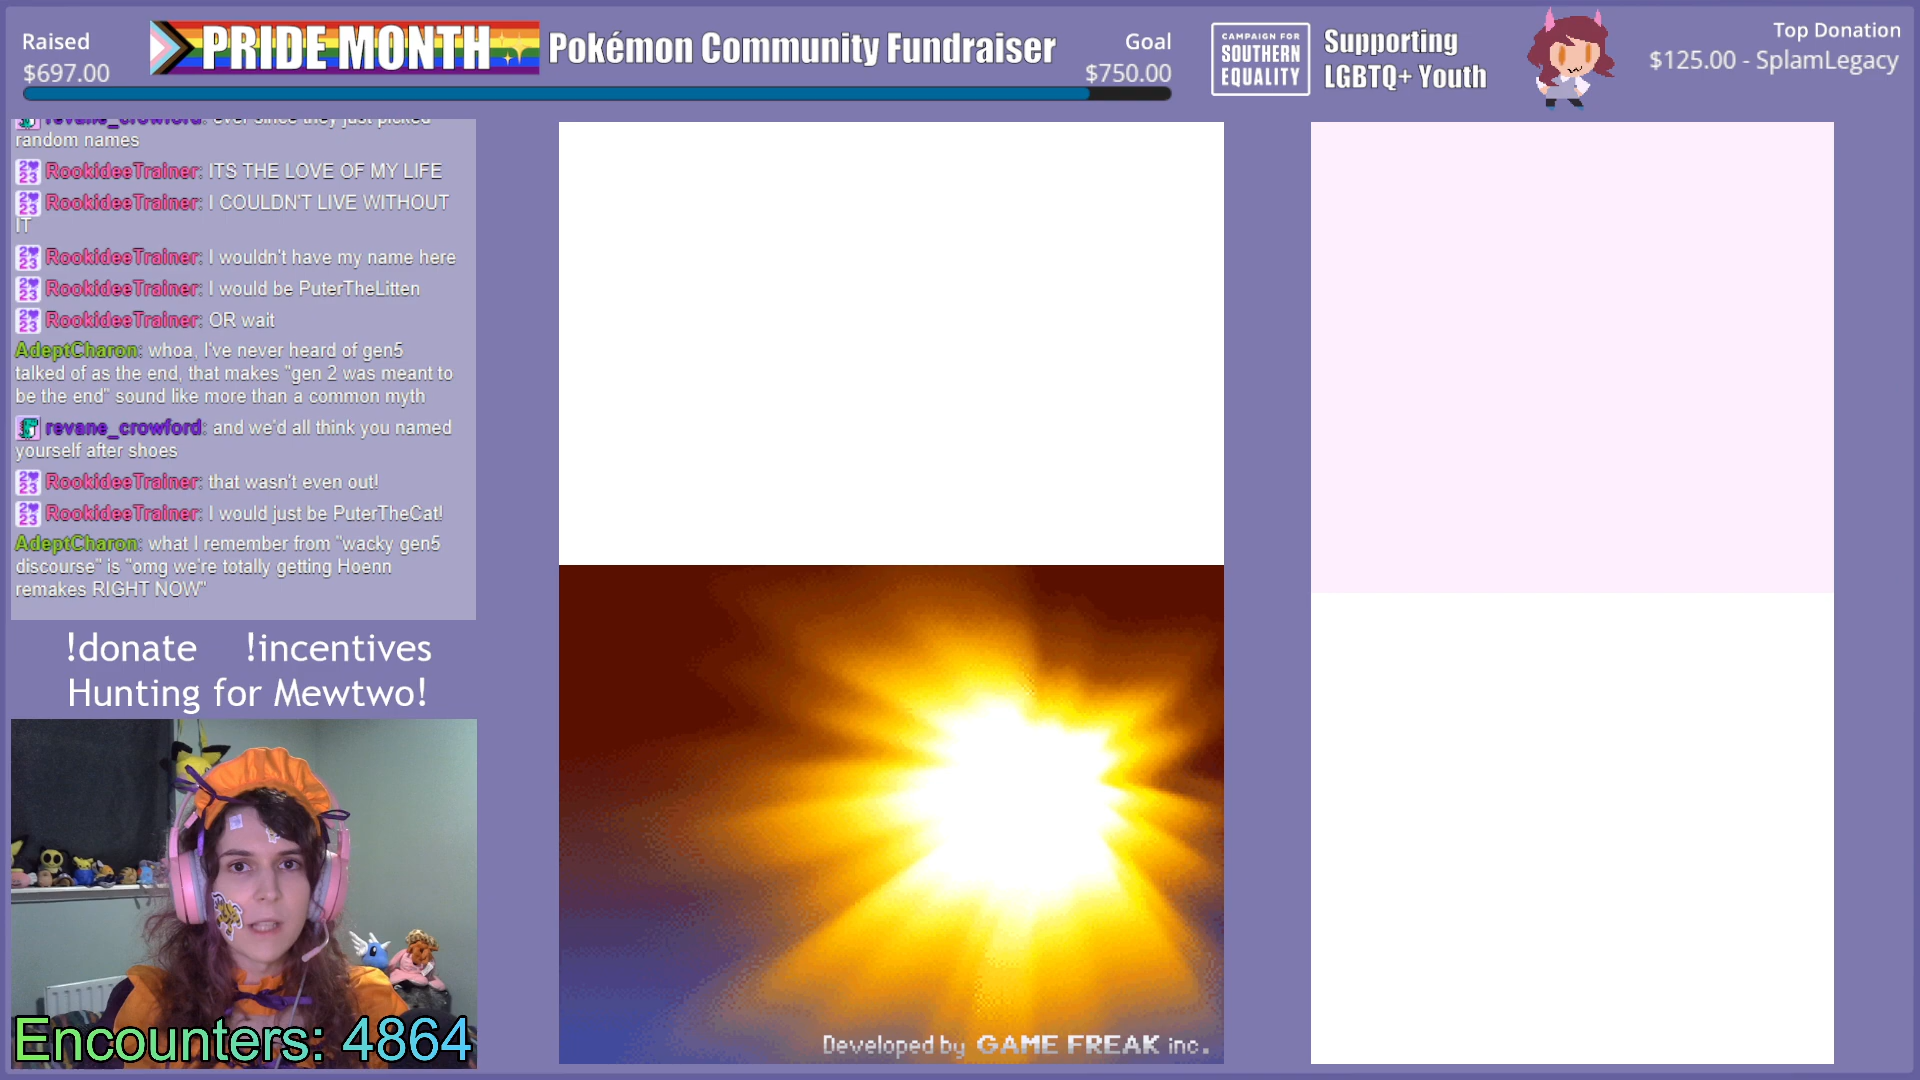 Raised
$697.00
PRIDE MONTH
Pokémon Community Fundraiser
Goal
$750.00
CAMPAIGN FOR
SOUTHERN
EQUALITY
Supporting
LGBTQ+ Youth
Top Donation
$125.00 - SplamLegacy
revane_crowford: ever since they just picked
random names
RookideeTrainer: ITS THE LOVE OF MY LIFE
RookideeTrainer: I COULDN'T LIVE WITHOUT
IT
RookideeTrainer: I wouldn't have my name here
RookideeTrainer: I would be PuterTheLitten
RookideeTrainer: OR wait
AdeptCharon: whoa, I've never heard of gen5
talked of as the end, that makes "gen 2 was meant to
be the end" sound like more than a common myth
revane_crowford: and we'd all think you named
yourself after shoes
RookideeTrainer: that wasn't even out!
RookideeTrainer: I would just be PuterTheCat!
AdeptCharon: what I remember from "wacky gen5
discourse" is "omg we're totally getting Hoenn
remakes RIGHT NOW"
!donate !incentives
Hunting for Mewtwo!
Encounters: 4864
Developed by GAME FREAK inc.